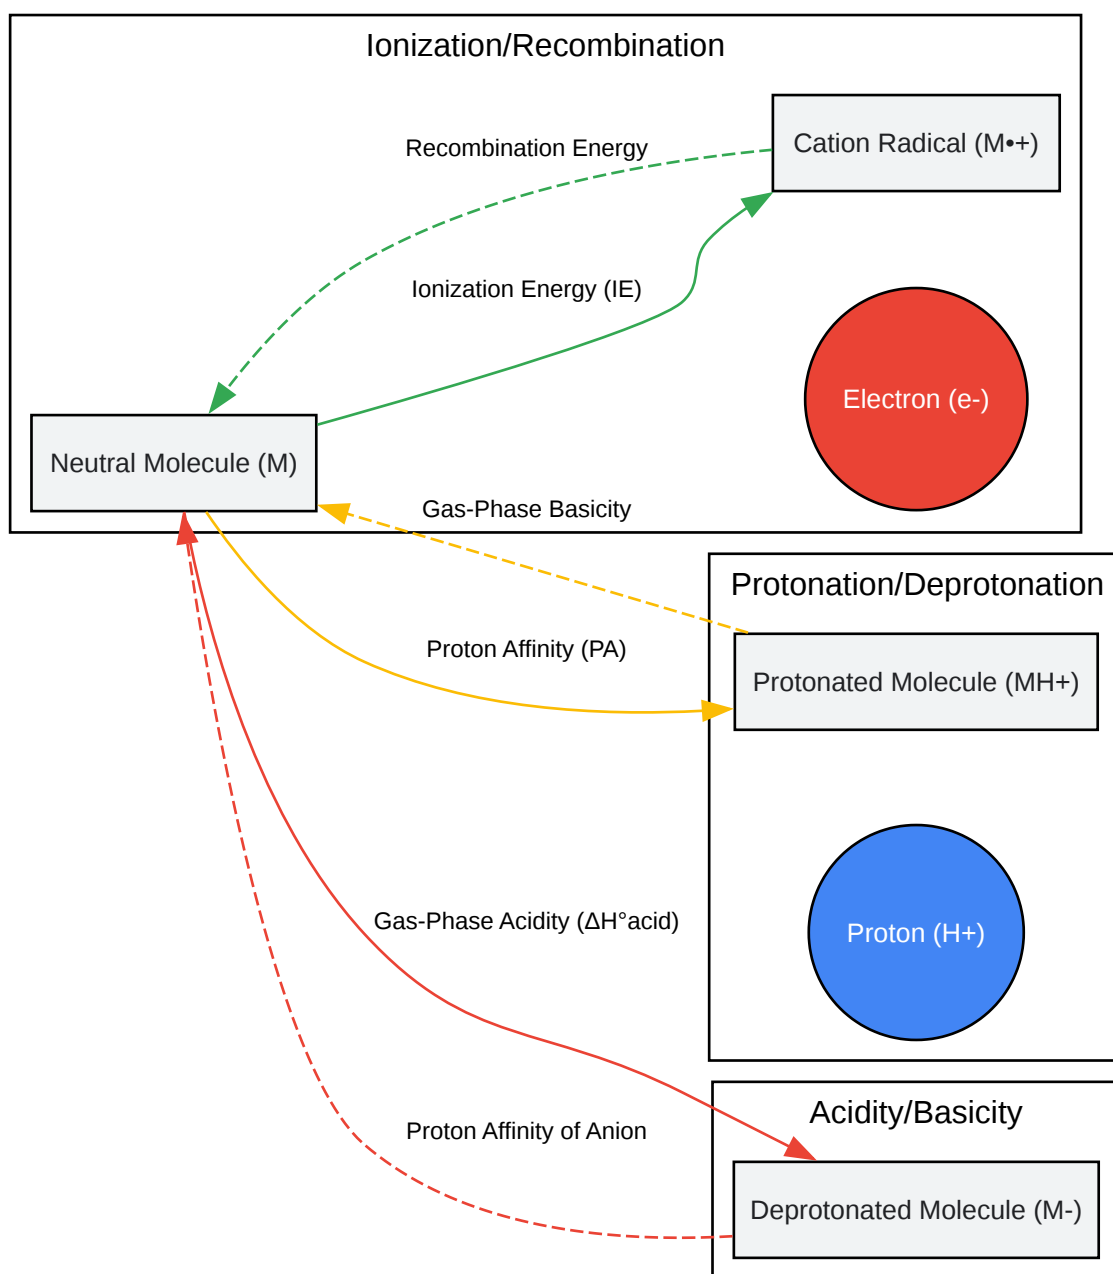 Ionization/Recombination
Cation Radical (M•+)
Recombination Energy
Ionization Energy (IE)
Electron (e-)
Neutral Molecule (M)
Gas-Phase Basicity
Protonation/Deprotonation
Proton Affinity (PA)
Protonated Molecule (MH+)
Gas-Phase Acidity (ΔH°acid)
Proton (H+)
Acidity/Basicity
Proton Affinity of Anion
Deprotonated Molecule (M-)